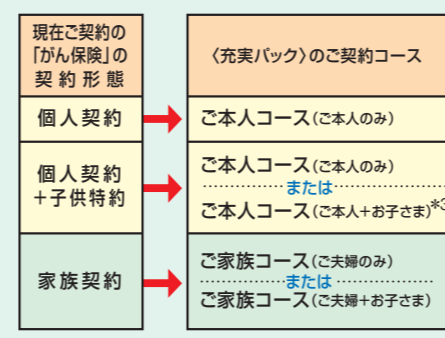 現在ご契約の
「がん保険」の
契約形態
〈充実パック〉のご契約コース
個人契約
ご本人コース(ご本人のみ)
個人契約
+子供特約
ご本人コース(ご本人のみ)
または
ご本人コース(ご本人+お子さま)*3
家族契約
ご家族コース(ご夫婦のみ)
または
ご家族コース(ご夫婦+お子さま)